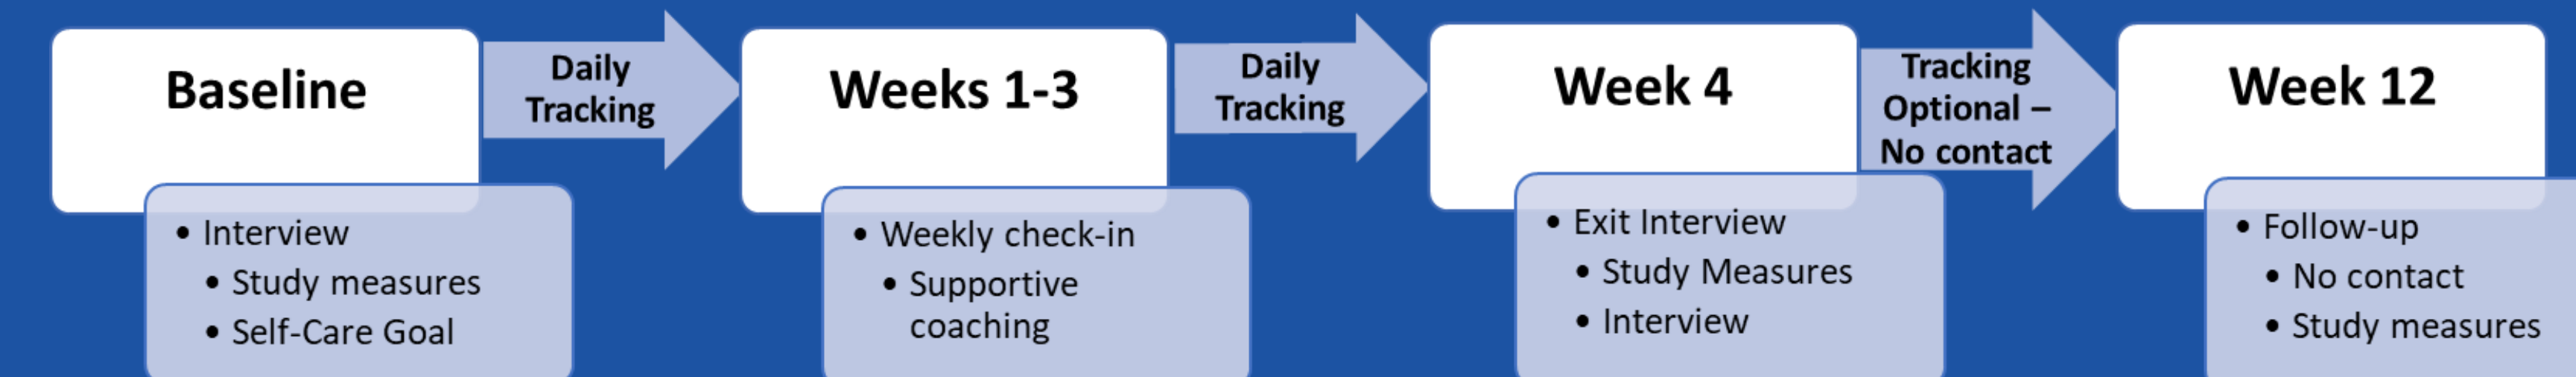 Baseline
• Interview
• Study measures
• Self-Care Goal
Daily
Tracking
Weeks 1-3
• Weekly check-in
• Supportive
coaching
Daily
Tracking
Week 4
• Exit Interview
• Study Measures
• Interview
Tracking
Optional –
No contact
Week 12
• Follow-up
• No contact
• Study measures